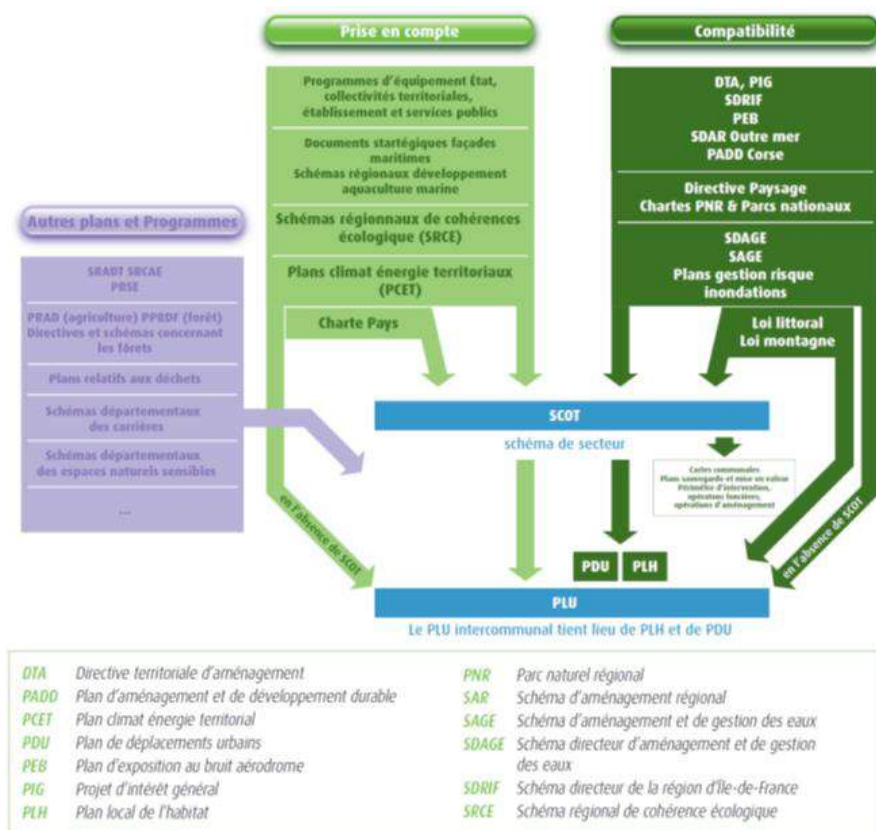 Prise en compte
Programmes d'équipement État,
collectivités territoriales,
établissement et services publics
Documents startégiques façades
maritimes
Schémas régionaux développement
aquaculture marine
Schémas régionnaux de cohérences
écologique (SRCE)
Plans climat énergie territoriaux
(PCET)
Charte Pays
Compatibilité
DTA, PIG
SDRIF
PEB
SDAR Outre mer
PADD Corse
Directive Paysage
Chartes PNR & Parcs nationaux
SDAGE
SAGE
Plans gestion risque
inondations
Loi littoral
Loi montagne
Autres plans et Programmes
SRADT SRCAE
PRSE
PRAD (agriculture) PPRDF (forêt)
Directives et schémas concernant
les fôrets
Plans relatifs aux déchets
Schémas départementaux
des carrières
Schémas départementaux
des espaces naturels sensibles
...
SCOT
schéma de secteur
Cartes communales
Plans sauvegarde et mise en valeur
Périmètre d'intervention,
opérations foncières,
opérations d'aménagement
en l'absence de SCOT
en l'absence de SCOT
PDU
PLH
PLU
Le PLU intercommunal tient lieu de PLH et de PDU
DTA Directive territoriale d'aménagement
PADD Plan d'aménagement et de développement durable
PCET Plan climat énergie territorial
PDU Plan de déplacements urbains
PEB Plan d'exposition au bruit aérodrome
PIG Projet d'intérêt général
PLH Plan local de l'habitat
PNR Parc naturel régional
SAR Schéma d'aménagement régional
SAGE Schéma d'aménagement et de gestion des eaux
SDAGE Schéma directeur d'aménagement et de gestion
des eaux
SDRIF Schéma directeur de la région d'Île-de-France
SRCE Schéma régional de cohérence écologique